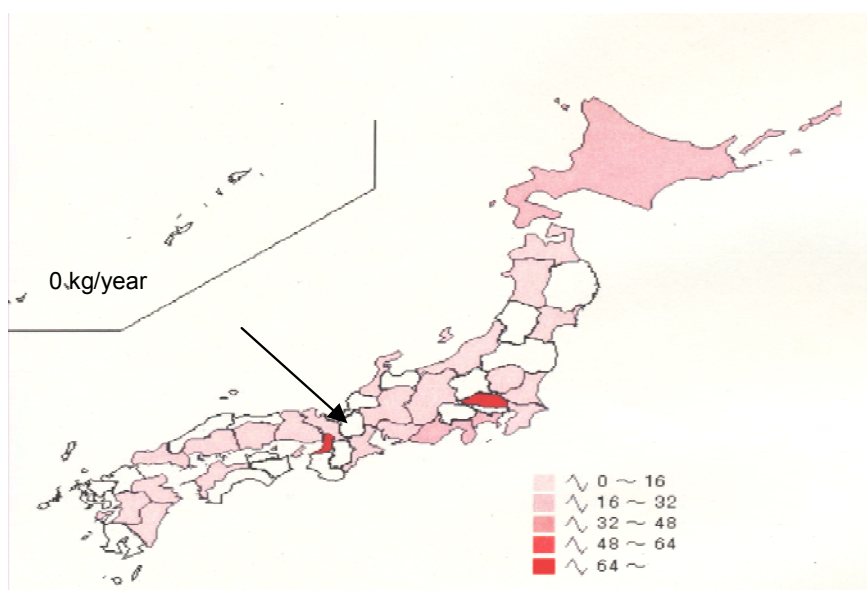 0 kg/year
0 ～ 16
16 ～ 32
32 ～ 48
48 ～ 64
64 ～